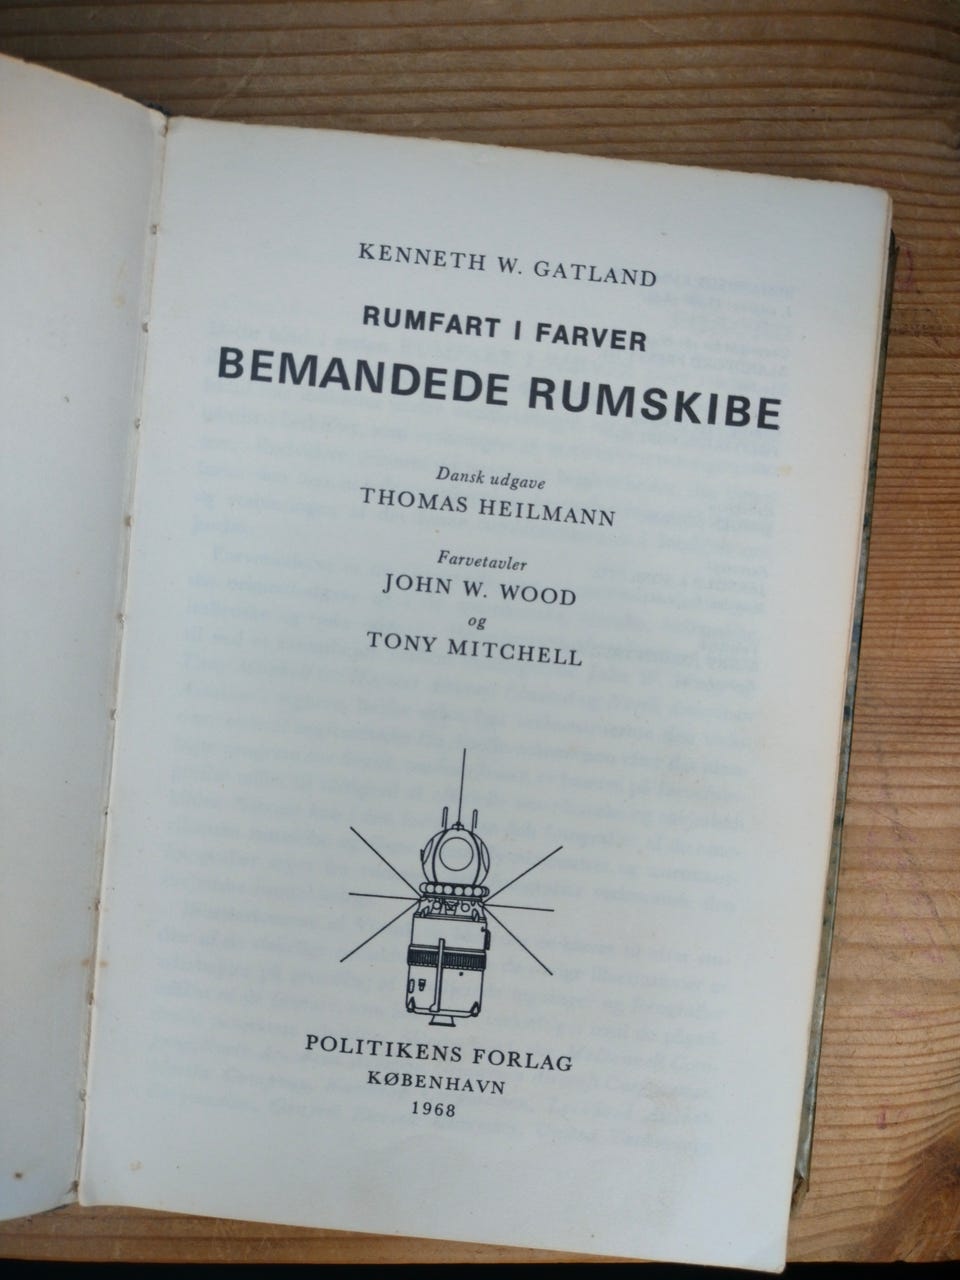 KENNETH W. GATLAND
RUMFART I FARVER
BEMANDEDE RUMSKIBE
Dansk udgave
THOMAS HEILMANN
Farvetavler
JOHN W. WOOD
og
TONY MITCHELL
POLITIKENS FORLAG
KØBENHAVN
1968